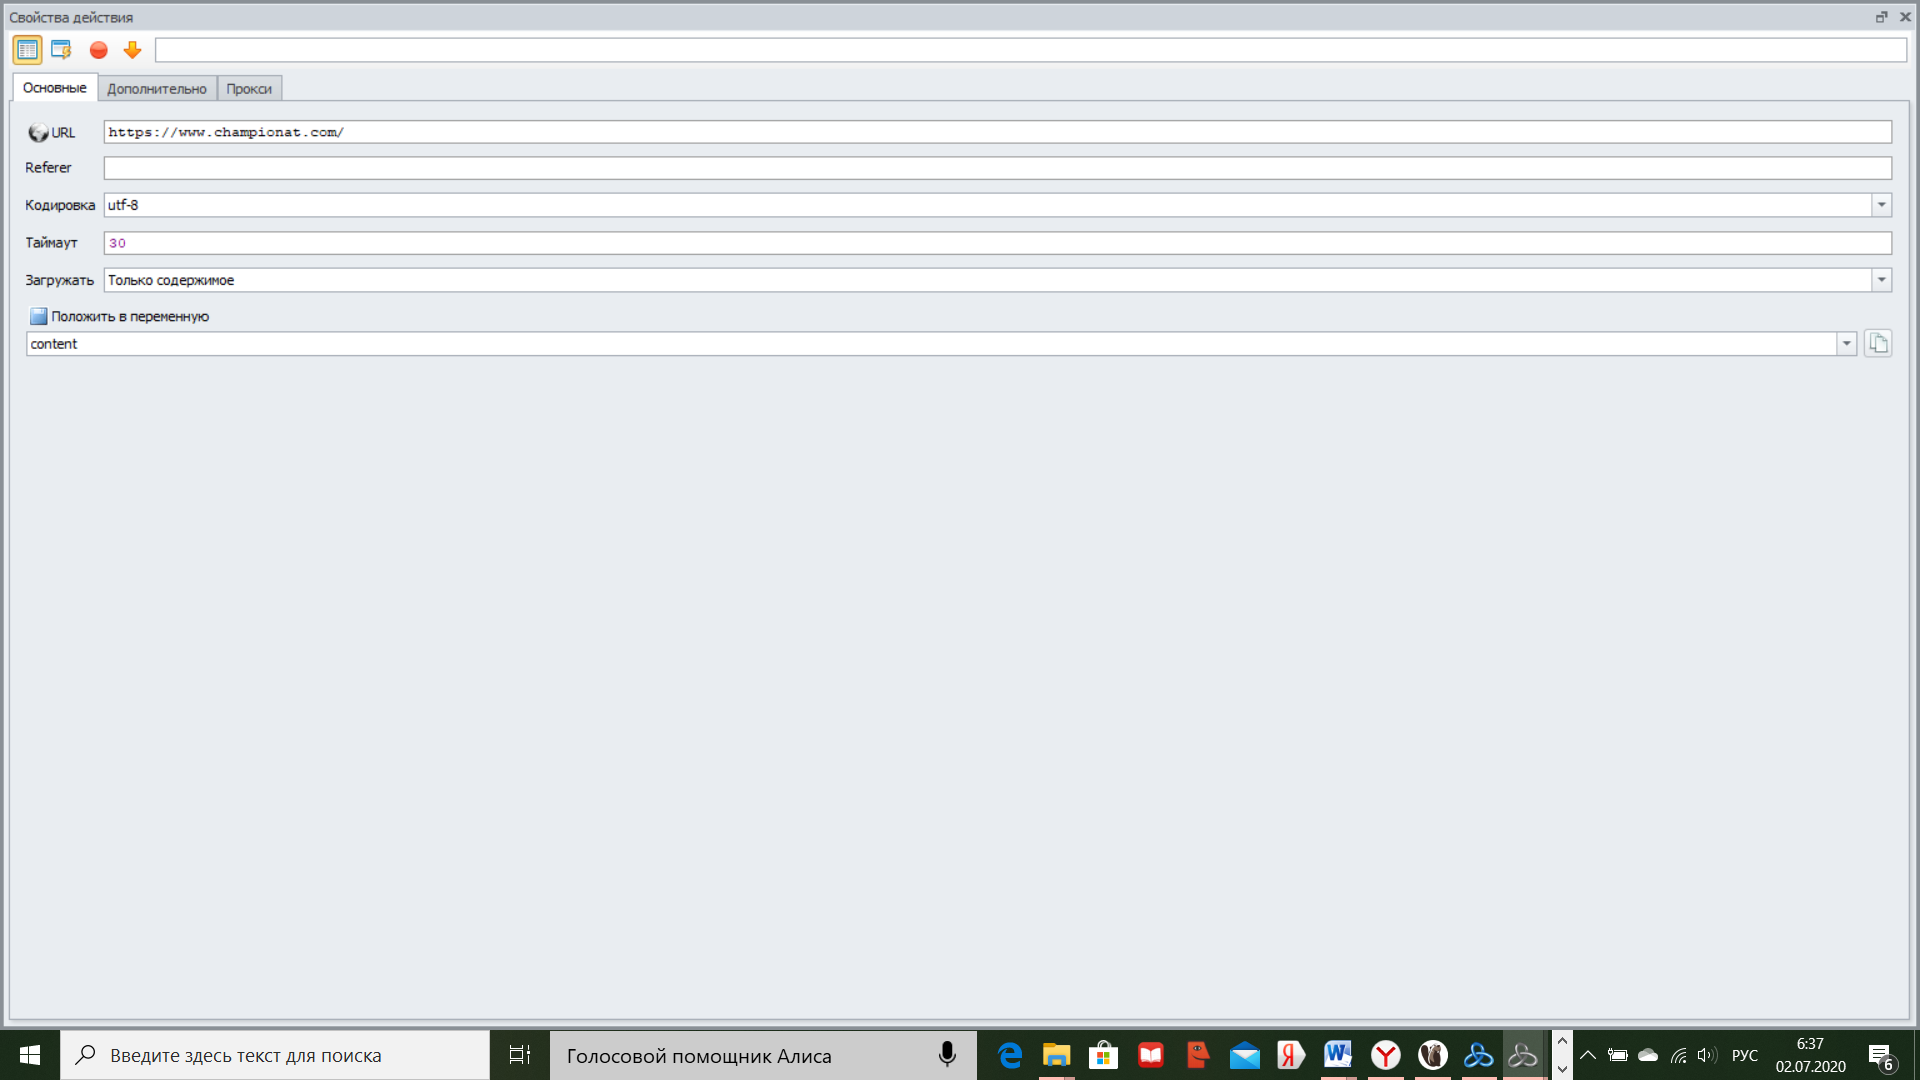 Свойства действия
Основные Дополнительно Прокси
URL https://www.championat.com/
Referer
Кодировка utf-8
Таймаут 30
Загружать Только содержимое
Положить в переменную
content
Введите здесь текст для поиска
Голосовой помощник Алиса
РУС
6:37
02.07.2020
6